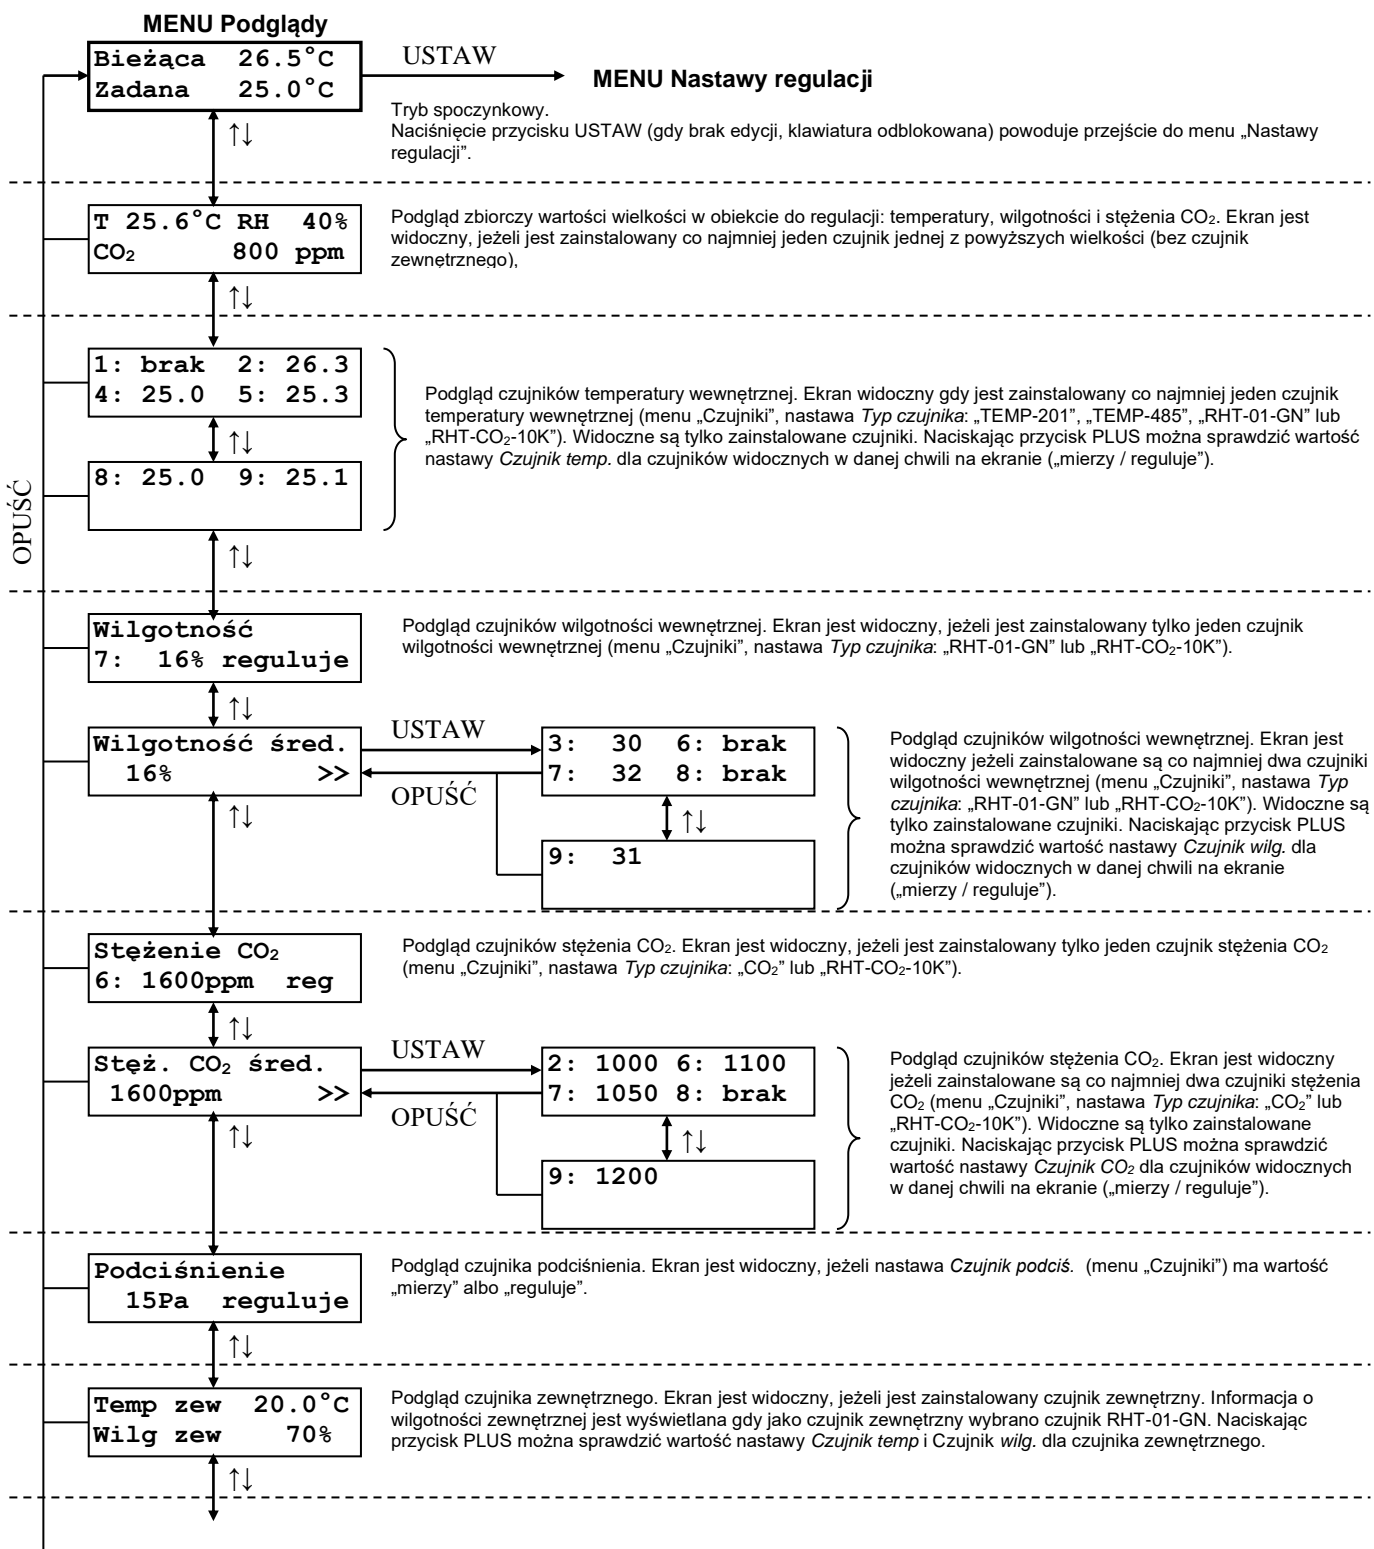 MENU Podglądy
Bieżąca 26.5°C
Zadana 25.0°C
USTAW
MENU Nastawy regulacji
Tryb spoczynkowy.
Naciśnięcie przycisku USTAW (gdy brak edycji, klawiatura odblokowana) powoduje przejście do menu „Nastawy
regulacji”.
↑↓
T 25.6°C RH 40%
CO₂ 800 ppm
Podgląd zbiorczy wartości wielkości w obiekcie do regulacji: temperatury, wilgotności i stężenia CO₂. Ekran jest
widoczny, jeżeli jest zainstalowany co najmniej jeden czujnik jednej z powyższych wielkości (bez czujnik
zewnętrznego),
↑↓
1: brak 2: 26.3
4: 25.0 5: 25.3
↑↓
8: 25.0 9: 25.1
Podgląd czujników temperatury wewnętrznej. Ekran widoczny gdy jest zainstalowany co najmniej jeden czujnik
temperatury wewnętrznej (menu „Czujniki”, nastawa Typ czujnika: „TEMP-201”, „TEMP-485”, „RHT-01-GN” lub
„RHT-CO₂-10K”). Widoczne są tylko zainstalowane czujniki. Naciskając przycisk PLUS można sprawdzić wartość
nastawy Czujnik temp. dla czujników widocznych w danej chwili na ekranie („mierzy / reguluje”).
OPUŚĆ
↑↓
Wilgotność
7: 16% reguluje
Podgląd czujników wilgotności wewnętrznej. Ekran jest widoczny, jeżeli jest zainstalowany tylko jeden czujnik
wilgotności wewnętrznej (menu „Czujniki”, nastawa Typ czujnika: „RHT-01-GN” lub „RHT-CO₂-10K”).
↑↓
Wilgotność śred.
16% >>
USTAW
OPUŚĆ
3: 30 6: brak
7: 32 8: brak
↑↓
9: 31
Podgląd czujników wilgotności wewnętrznej. Ekran jest
widoczny jeżeli zainstalowane są co najmniej dwa czujniki
wilgotności wewnętrznej (menu „Czujniki”, nastawa Typ
czujnika: „RHT-01-GN” lub „RHT-CO₂-10K”). Widoczne są
tylko zainstalowane czujniki. Naciskając przycisk PLUS
można sprawdzić wartość nastawy Czujnik wilg. dla
czujników widocznych w danej chwili na ekranie
(„mierzy / reguluje”).
↑↓
Stężenie CO₂
6: 1600ppm reg
Podgląd czujników stężenia CO₂. Ekran jest widoczny, jeżeli jest zainstalowany tylko jeden czujnik stężenia CO₂
(menu „Czujniki”, nastawa Typ czujnika: „CO₂” lub „RHT-CO₂-10K”).
↑↓
Stęż. CO₂ śred.
1600ppm >>
USTAW
OPUŚĆ
2: 1000 6: 1100
7: 1050 8: brak
↑↓
9: 1200
Podgląd czujników stężenia CO₂. Ekran jest widoczny
jeżeli zainstalowane są co najmniej dwa czujniki stężenia
CO₂ (menu „Czujniki”, nastawa Typ czujnika: „CO₂” lub
„RHT-CO₂-10K”). Widoczne są tylko zainstalowane
czujniki. Naciskając przycisk PLUS można sprawdzić
wartość nastawy Czujnik CO₂ dla czujników widocznych
w danej chwili na ekranie („mierzy / reguluje”).
↑↓
Podciśnienie
15Pa reguluje
Podgląd czujnika podciśnienia. Ekran jest widoczny, jeżeli nastawa Czujnik podciś. (menu „Czujniki”) ma wartość
„mierzy” albo „reguluje”.
↑↓
Temp zew 20.0°C
Wilg zew 70%
Podgląd czujnika zewnętrznego. Ekran jest widoczny, jeżeli jest zainstalowany czujnik zewnętrzny. Informacja o
wilgotności zewnętrznej jest wyświetlana gdy jako czujnik zewnętrzny wybrano czujnik RHT-01-GN. Naciskając
przycisk PLUS można sprawdzić wartość nastawy Czujnik temp i Czujnik wilg. dla czujnika zewnętrznego.
↑↓